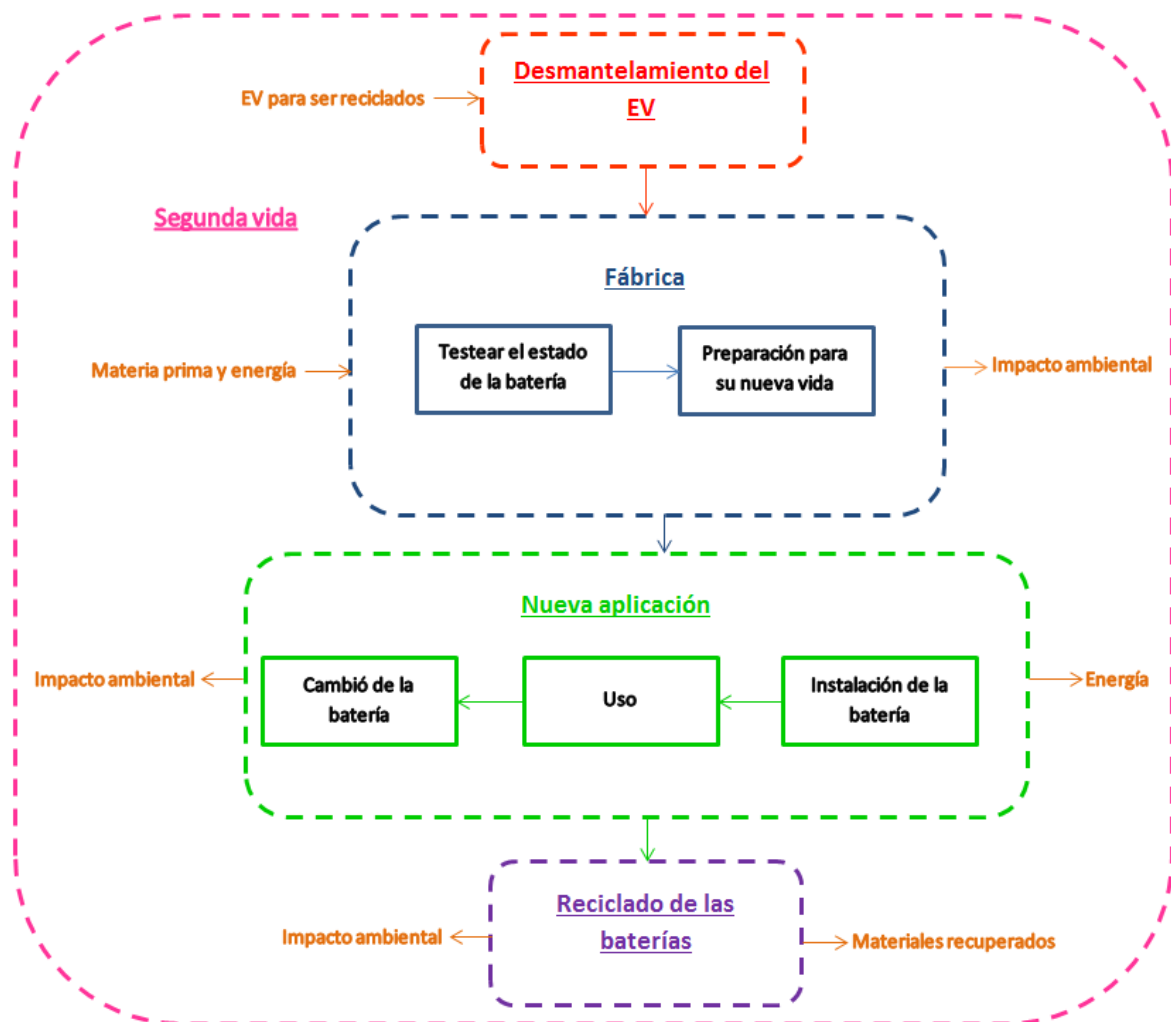 Desmantelamiento del
EV
EV para ser reciclados
Segunda vida
Fábrica
Testear el estado
de la batería
Preparación para
su nueva vida
Materia prima y energía
Impacto ambiental
Nueva aplicación
Impacto ambiental
Cambió de la
batería
Uso
Instalación de la
batería
Energía
Reciclado de las
baterías
Impacto ambiental
Materiales recuperados